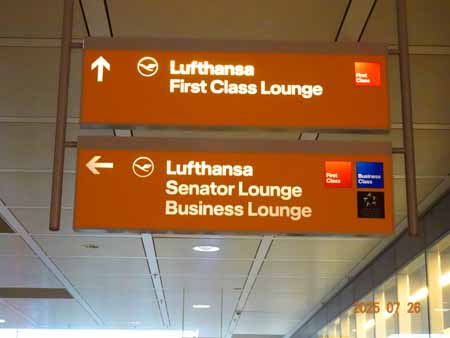 Lufthansa
First Class Lounge
First
Class
Lufthansa
Senator Lounge
Business Lounge
First
Class
Business
Class
2025 07 26